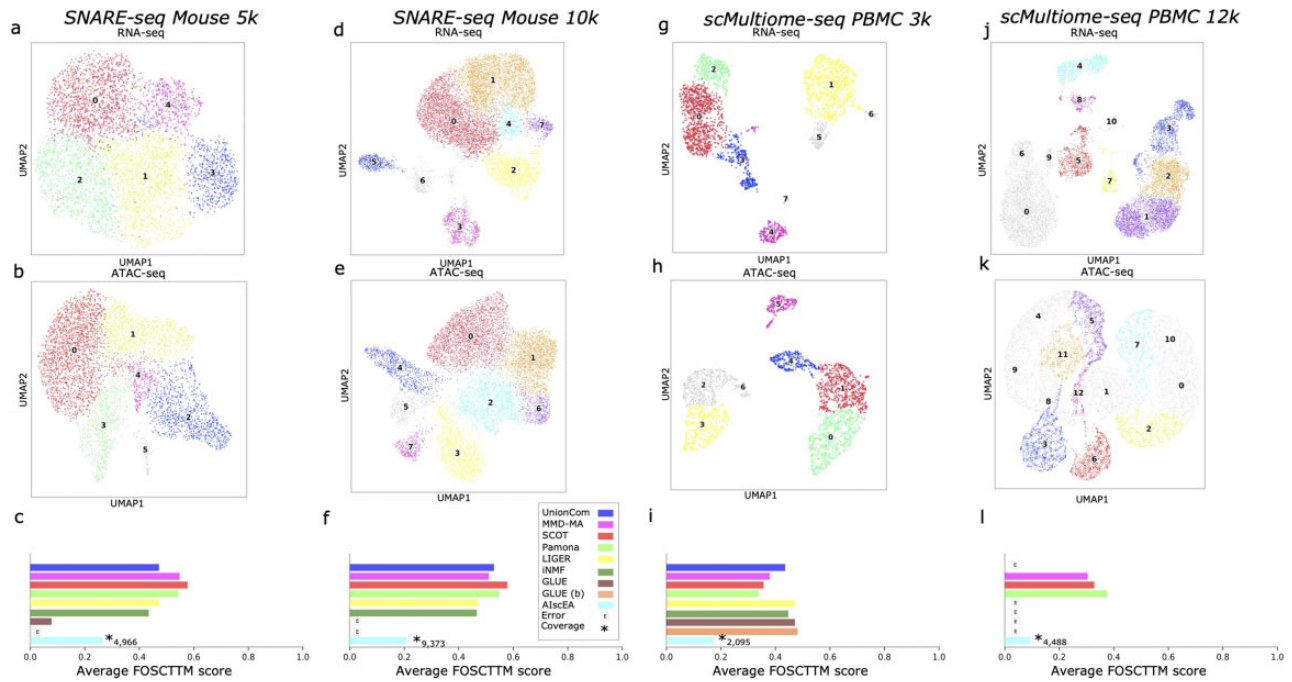 SNARE-seq Mouse 5k
SNARE-seq Mouse 10k
scMultiome-seq PBMC 3k
scMultiome-seq PBMC 12k
a
RNA-seq
UMAP2
0
4
2
1
3
UMAP1
d
RNA-seq
UMAP2
1
0
4
7
5
6
2
3
UMAP1
g
RNA-seq
UMAP2
2
1
0
6
5
7
4
UMAP1
j
RNA-seq
UMAP2
4
8
10
3
6
9
5
2
7
0
1
UMAP1
b
ATAC-seq
UMAP2
1
0
4
2
3
5
UMAP1
e
ATAC-seq
UMAP2
0
1
4
5
2
6
7
3
UMAP1
h
ATAC-seq
UMAP2
5
4
2
6
1
3
0
UMAP1
k
ATAC-seq
UMAP2
4
5
7
10
11
9
0
12
1
8
2
3
6
UMAP1
c
ε
*4,966
0.0 0.2 0.4 0.6 0.8 1.0
Average FOSCTTM score
f
ε
ε
*9,373
0.0 0.2 0.4 0.6 0.8 1.0
Average FOSCTTM score
UnionCom
MMD-MA
SCOT
Pamona
LIGER
iNMF
GLUE
GLUE (b)
AIscEA
Error ε
Coverage *
i
*2,095
0.0 0.2 0.4 0.6 0.8 1.0
Average FOSCTTM score
l
ε
ε
ε
ε
ε
*4,488
0.0 0.2 0.4 0.6 0.8 1.0
Average FOSCTTM score